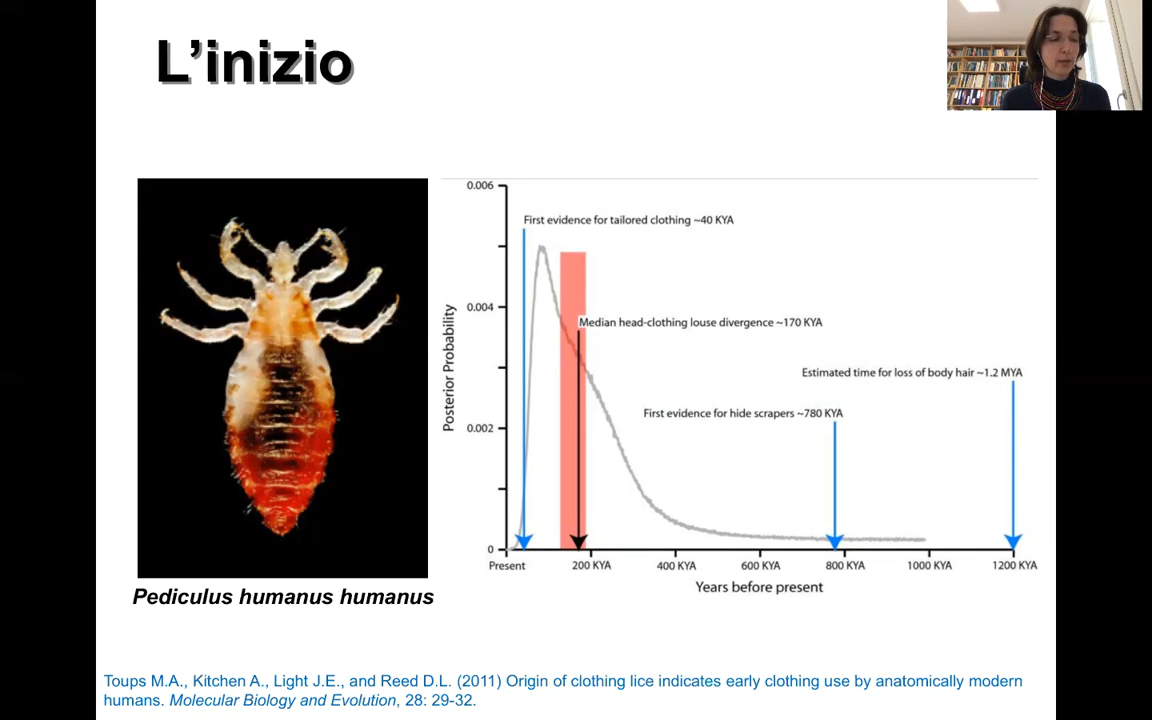 L’inizio
0.006
First evidence for tailored clothing ~40 KYA
0.004
Median head-clothing louse divergence ~170 KYA
Estimated time for loss of body hair ~1.2 MYA
First evidence for hide scrapers ~780 KYA
0.002
Posterior Probability
0
Present
200 KYA
400 KYA
600 KYA
800 KYA
1000 KYA
1200 KYA
Years before present
Pediculus humanus humanus
Toups M.A., Kitchen A., Light J.E., and Reed D.L. (2011) Origin of clothing lice indicates early clothing use by anatomically modern
humans. Molecular Biology and Evolution, 28: 29-32.